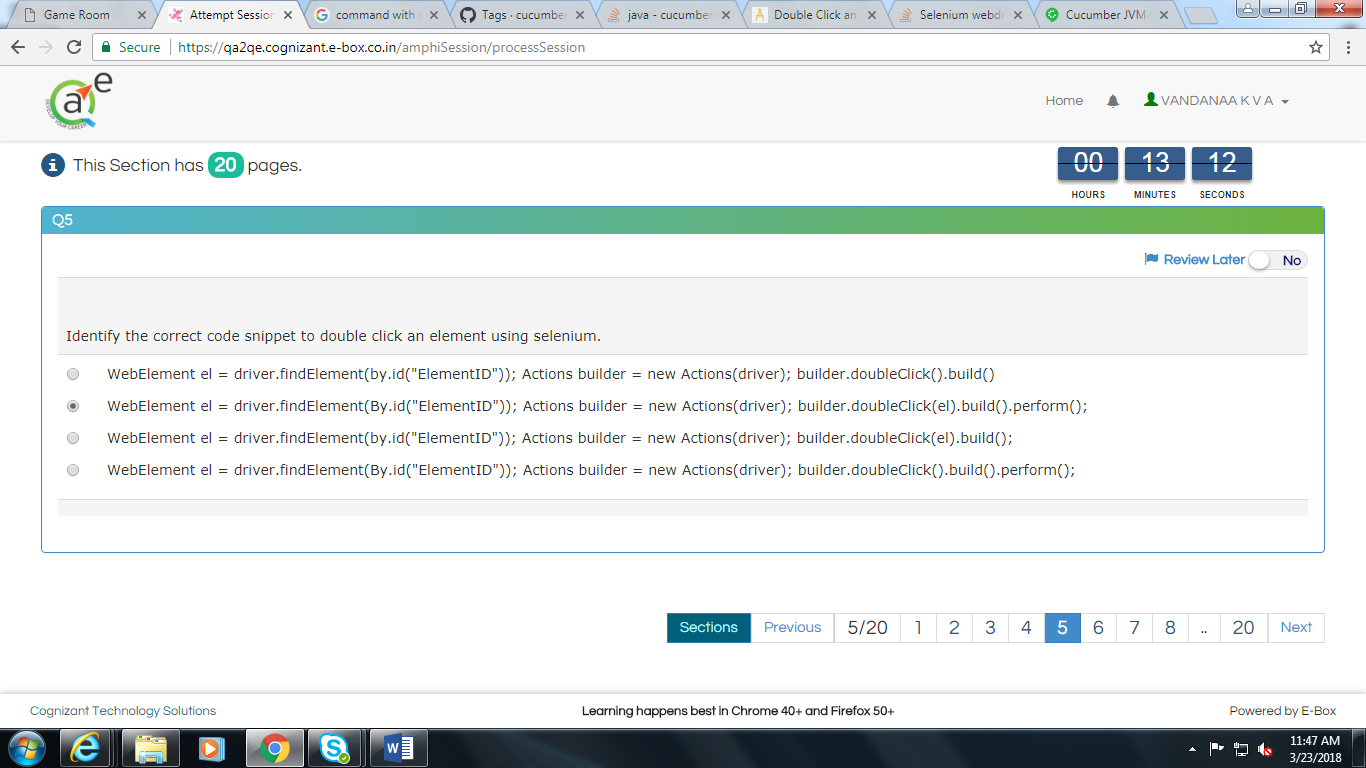 Game Room
Attempt Session
command with
Tags · cucumber
java - cucumber
Double Click an
Selenium webdr
Cucumber JVM
Secure
https://qa2qe.cognizant.e-box.co.in/amphiSession/processSession
a e
Home
VANDANAA K V A
This Section has 20 pages.
00 13 12
HOURS MINUTES SECONDS
Q5
Review Later No
Identify the correct code snippet to double click an element using selenium.
WebElement el = driver.findElement(by.id("ElementID")); Actions builder = new Actions(driver); builder.doubleClick().build()
WebElement el = driver.findElement(By.id("ElementID")); Actions builder = new Actions(driver); builder.doubleClick(el).build().perform();
WebElement el = driver.findElement(by.id("ElementID")); Actions builder = new Actions(driver); builder.doubleClick(el).build();
WebElement el = driver.findElement(By.id("ElementID")); Actions builder = new Actions(driver); builder.doubleClick().build().perform();
Sections Previous 5/20 1 2 3 4 5 6 7 8 .. 20 Next
Cognizant Technology Solutions
Learning happens best in Chrome 40+ and Firefox 50+
Powered by E-Box
11:47 AM
3/23/2018